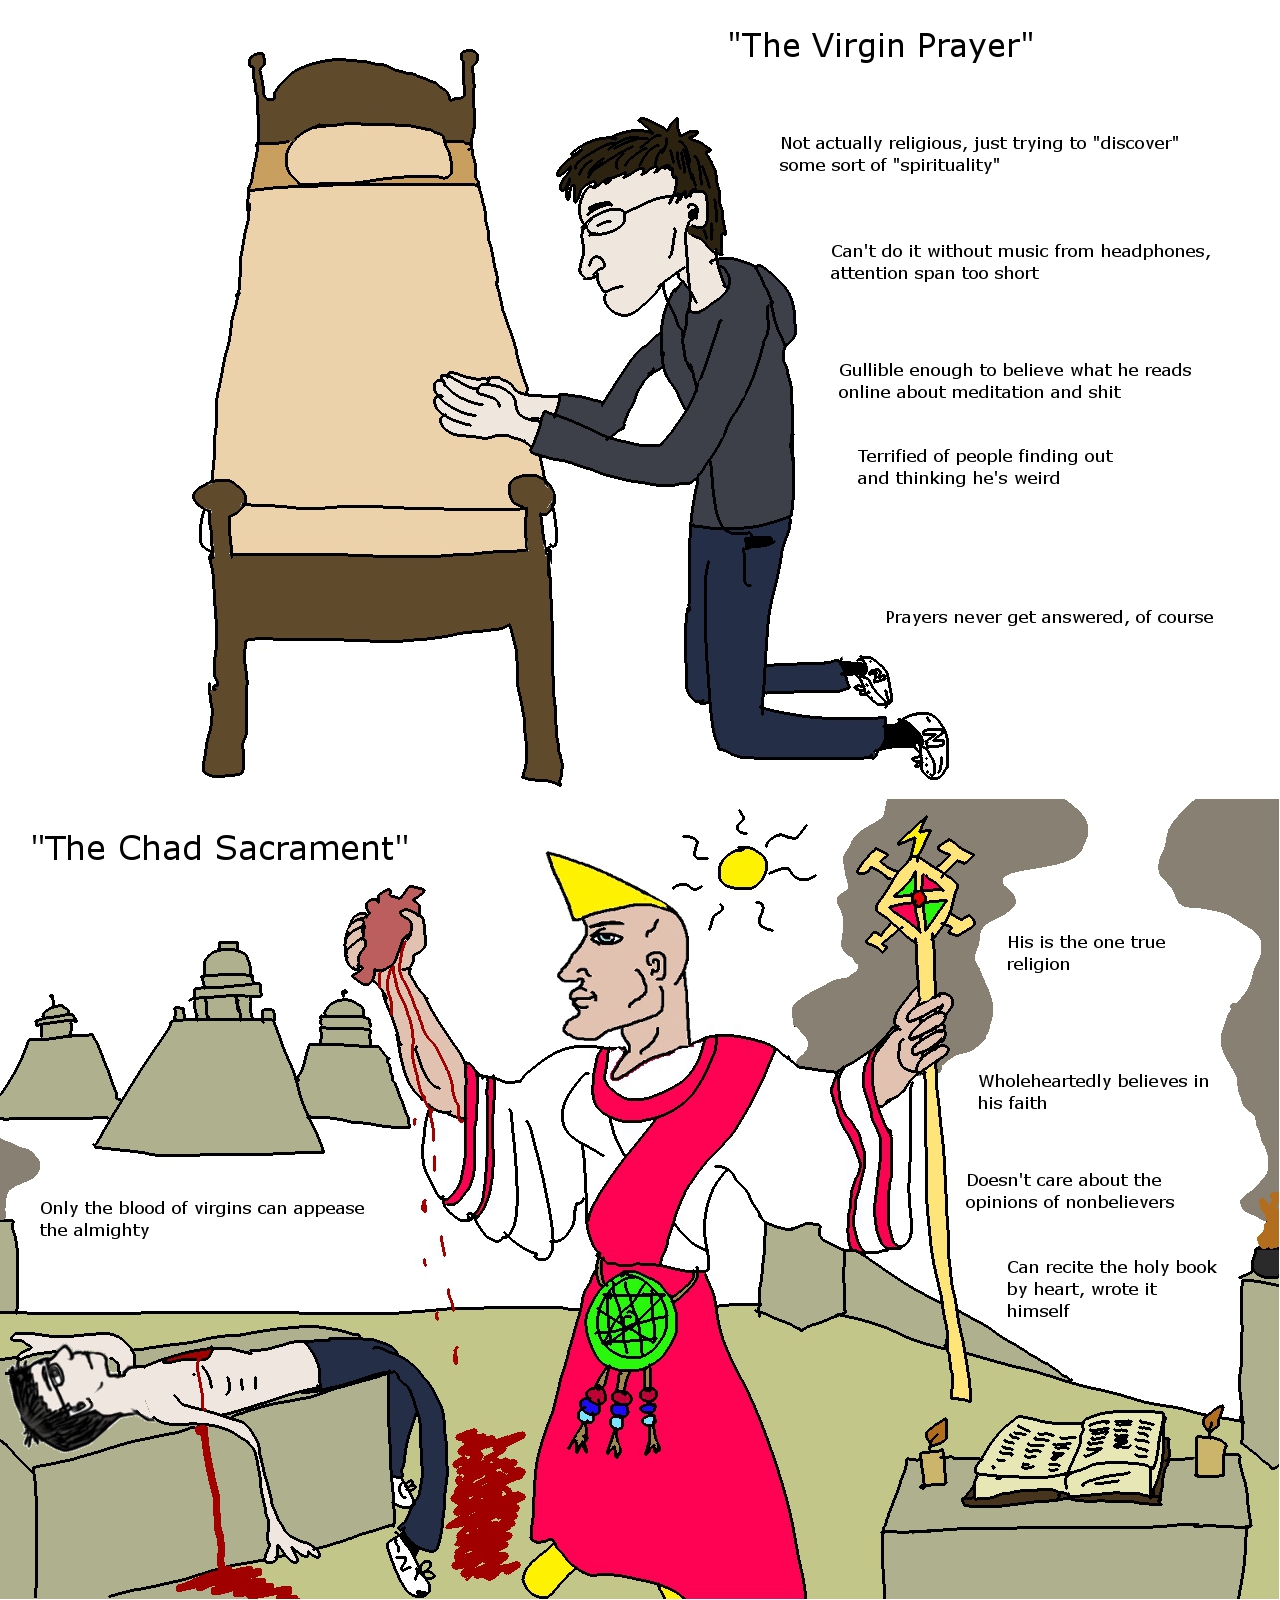 "The Virgin Prayer"
Not actually religious, just trying to "discover"
some sort of "spirituality"
Can't do it without music from headphones,
attention span too short
Gullible enough to believe what he reads
online about meditation and shit
Terrified of people finding out
and thinking he's weird
Prayers never get answered, of course
"The Chad Sacrament"
His is the one true
religion
Wholeheartedly believes in
his faith
Doesn't care about the
opinions of nonbelievers
Only the blood of virgins can appease
the almighty
Can recite the holy book
by heart, wrote it
himself